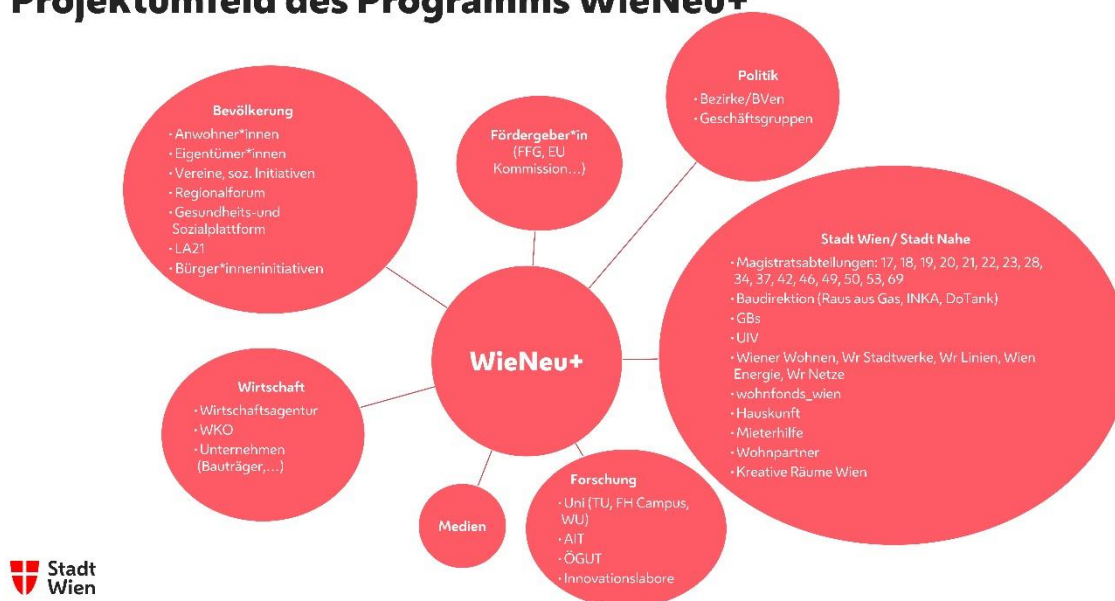 Projektumfeld des Programms WieNeu+
Politik
· Bezirke/BVen
· Geschäftsgruppen
Bevölkerung
· Anwohner*innen
· Eigentümer*innen
· Vereine, soz. Initiativen
· Regionalforum
· Gesundheits-und
Sozialplattform
· LA21
· Bürger*inneninitiativen
Fördergeber*in
(FFG, EU
Kommission...)
Stadt Wien/ Stadt Nahe
· Magistratsabteilungen: 17, 18, 19, 20, 21, 22, 23, 28,
34, 37, 42, 46, 49, 50, 53, 69
· Baudirektion (Raus aus Gas, INKA, DoTank)
· GBs
· UIV
· Wiener Wohnen, Wr Stadtwerke, Wr Linien, Wien
Energie, Wr Netze
· wohnfonds_wien
· Hauskunft
· Mieterhilfe
· Wohnpartner
· Kreative Räume Wien
WieNeu+
Wirtschaft
· Wirtschaftsagentur
· WKO
· Unternehmen
(Bauträger,...)
Medien
Forschung
· Uni (TU, FH Campus,
WU)
· AIT
· ÖGUT
· Innovationslabore
Stadt
Wien